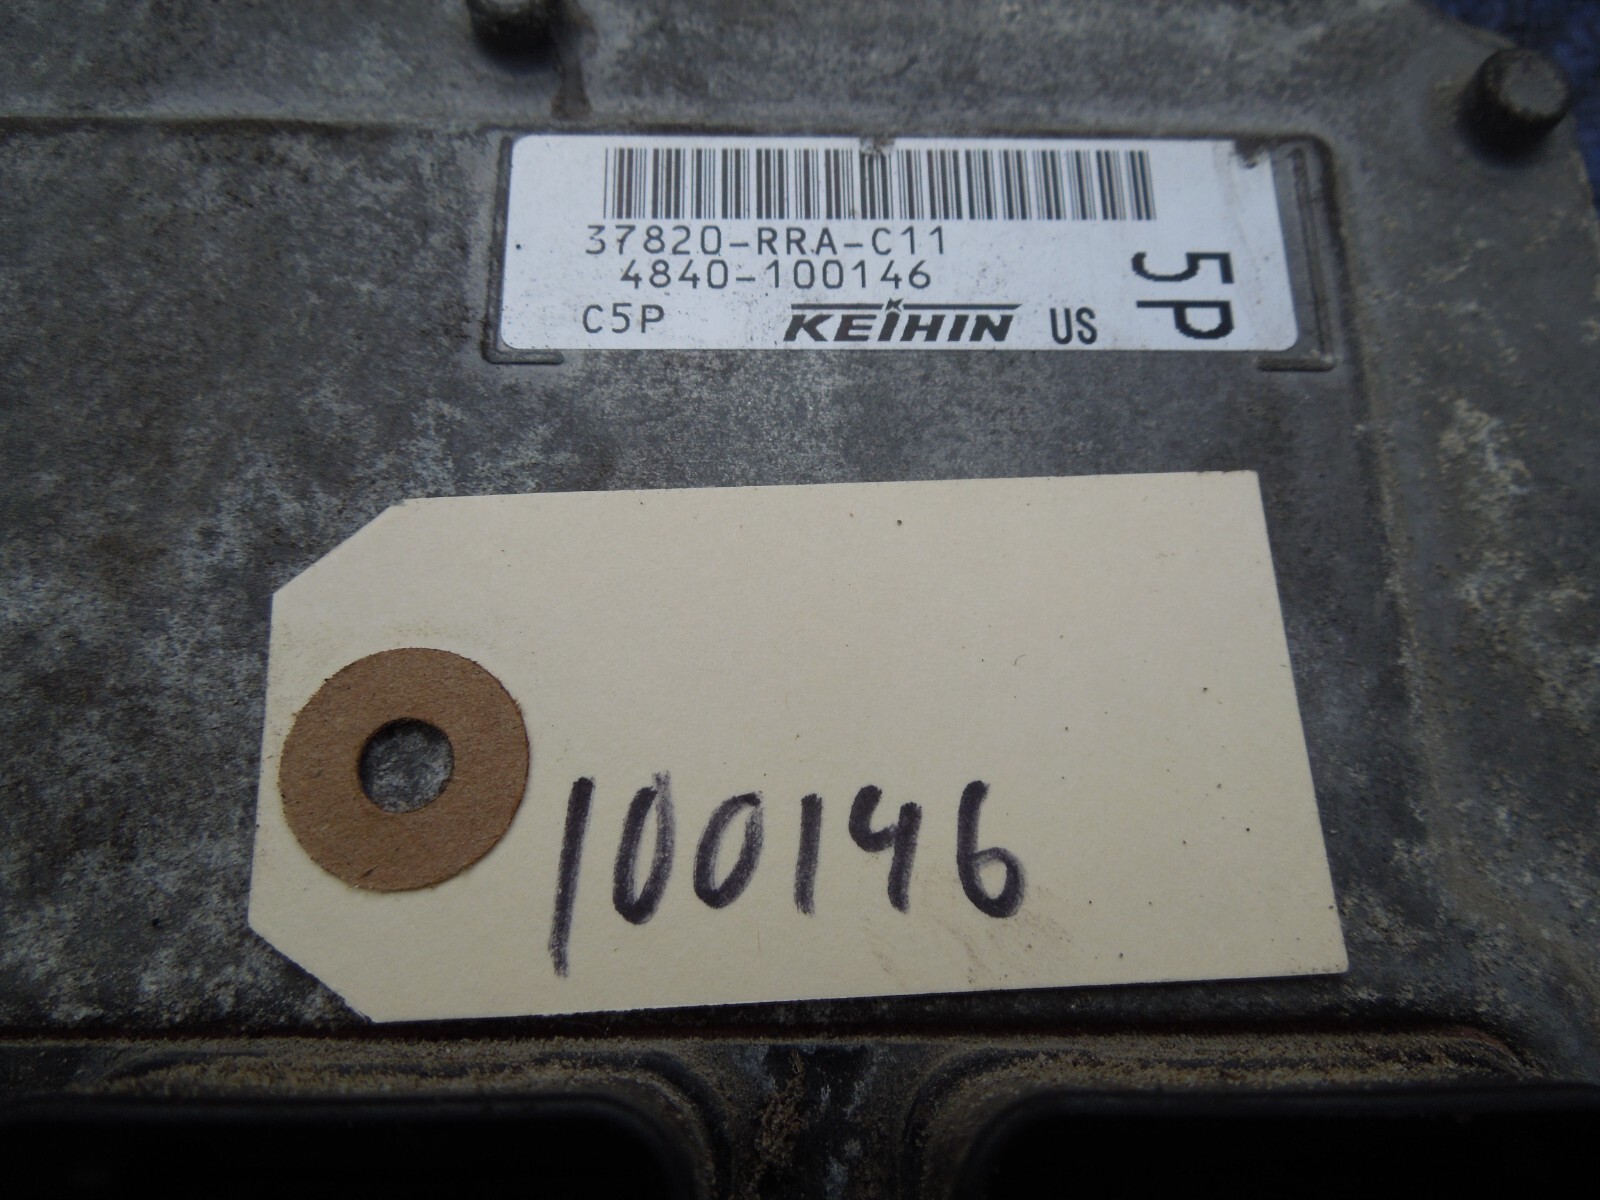 37820-RRA-C11
4840-100146
C5P KEIHIN US
5P
100146